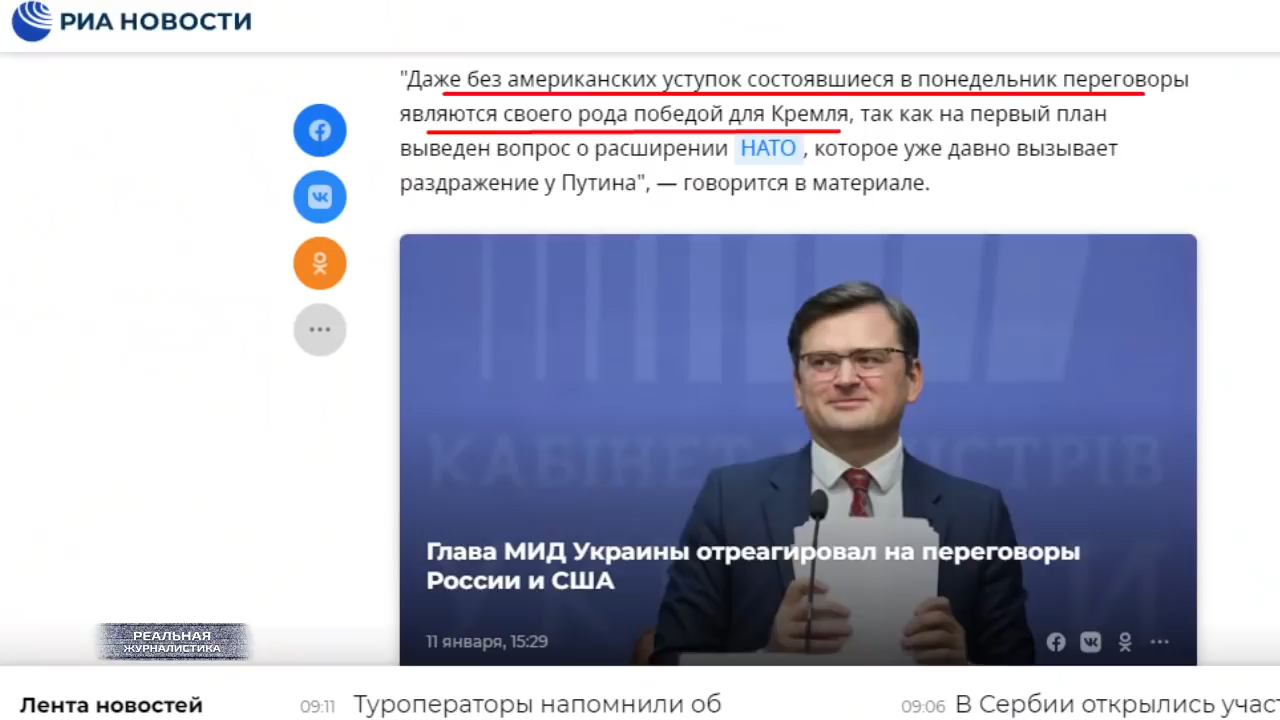 РИА НОВОСТИ
"Даже без американских уступок состоявшиеся в понедельник переговоры
являются своего рода победой для Кремля, так как на первый план
выведен вопрос о расширении НАТО, которое уже давно вызывает
раздражение у Путина", — говорится в материале.
КАБІНЕТ МІНІСТРІВ
Глава МИД Украины отреагировал на переговоры
России и США
11 января, 15:29
РЕАЛЬНАЯ
ЖУРНАЛИСТИКА
Лента новостей
09:11 Туроператоры напомнили об
09:06 В Сербии открылись